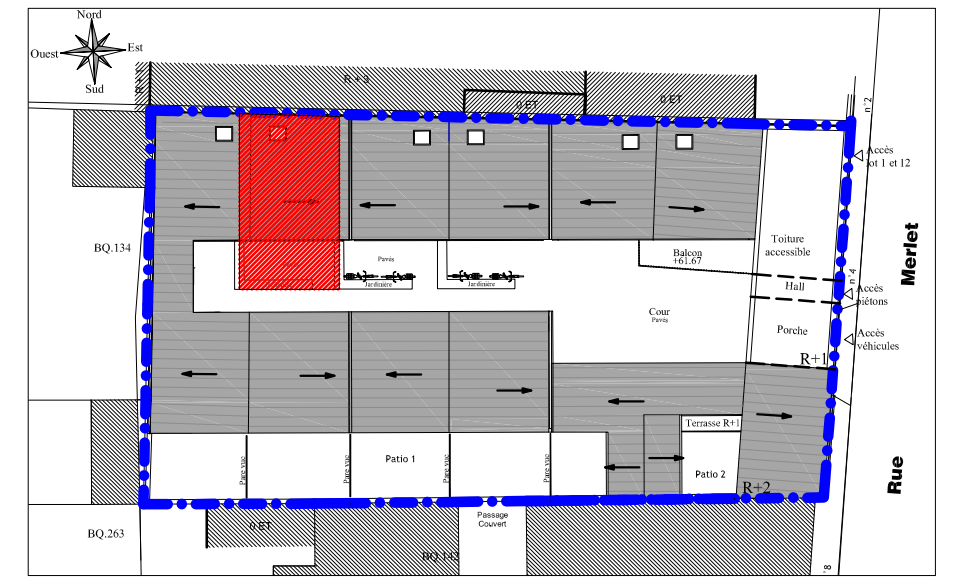 Nord
Ouest
Est
Sud
R + 3
0 ET
0 ET
n°2
Accès
lot 1 et 12
BQ.134
Merlet
Toiture
accessible
Balcon
+61.67
Pavés
Jardinière
Jardinière
Hall
n°4
Accès
piétons
Cour
Pavés
Porche
Accès
véhicules
R+1
Terrasse R+1
Pare vue
Pare vue
Patio 1
Pare vue
Pare vue
Patio 2
Rue
R+2
Passage
Couvert
0 ET
BQ.263
BQ.142